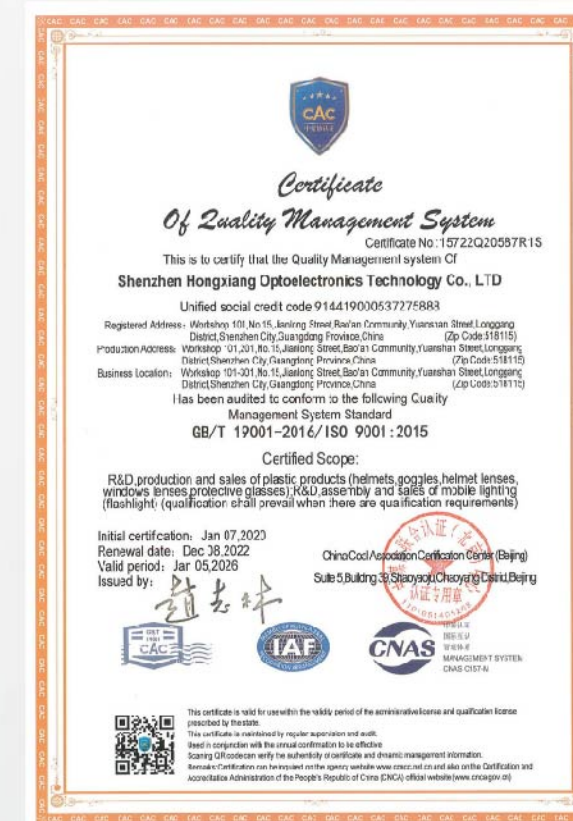 CAC
Certificate
Of Quality Management System
Certificate No:15722Q20587R1S
This is to certify that the Quality Management system Of
Shenzhen Hongxiang Optoelectronics Technology Co., LTD
Unified social credit code 914419000537275888
Registered Address: Workshop 101,No.15,Jianlong Street,Bao'an Community,Yuanshan Street,Longgang
District,Shenzhen City,Guangdong Province,China (Zip Code:518115)
Production Address: Workshop 101,201,No.15,Jianlong Street,Bao'an Community,Yuanshan Street,Longgang
District,Shenzhen City,Guangdong Province,China (Zip Code:518115)
Business Location: Workshop 101-301,No.15,Jianlong Street,Bao'an Community,Yuanshan Street,Longgang
District,Shenzhen City,Guangdong Province,China (Zip Code:518115)
Has been audited to conform to the following Quality
Management System Standard
GB/T 19001-2016/ISO 9001:2015
Certified Scope:
R&D,production and sales of plastic products (helmets,goggles,helmet lenses,
windows lenses,protective glasses);R&D,assembly and sales of mobile lighting
(flashlight) (qualification shall prevail when there are qualification requirements)
Initial certifcation: Jan 07,2020
Renewal date: Dec 08,2022
Valid period: Jan 05,2026
Issued by:
China Coal Association Certification Center (Beijing)
Suite 5,Building 39,Shaoyaoju,Chaoyang District,Beijing
认证专用章
CAC
IAF
CNAS
MANAGEMENT SYSTEM
CNAS C157-M
This certificate is valid for use within the validity period of the administrative license and qualification license
prescribed by the state.
This certificate is maintained by regular supervision and audit.
Used in conjunction with the annual confirmation to be effective
Scaning QR code can verify the authenticity of certificate and dynamic management information.
Remarks:Certification can be inquired on the agency website www.ccacc.net.cn and also on the Certification and
Accreditation Administration of the People's Republic of China (CNCA) official website(www.cnca.gov.cn)